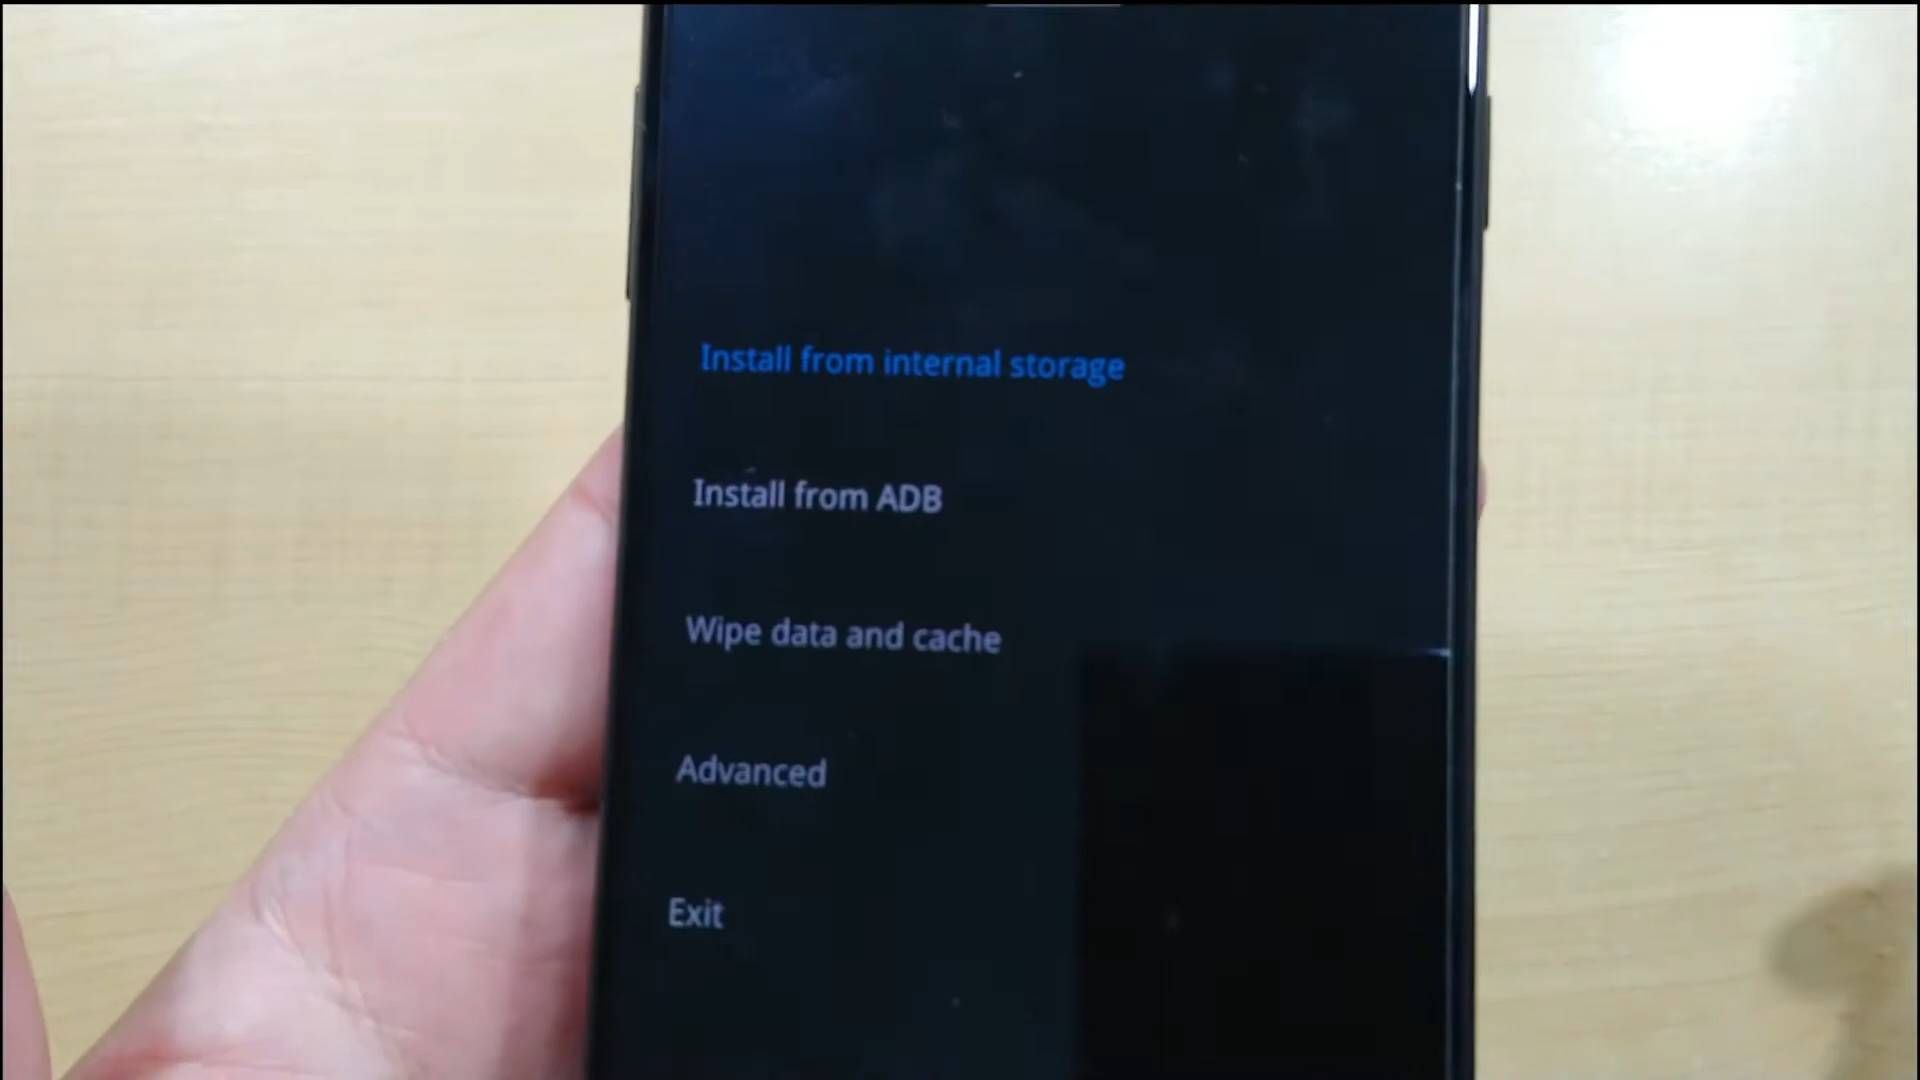 Install from internal storage
Install from ADB
Wipe data and cache
Advanced
Exit